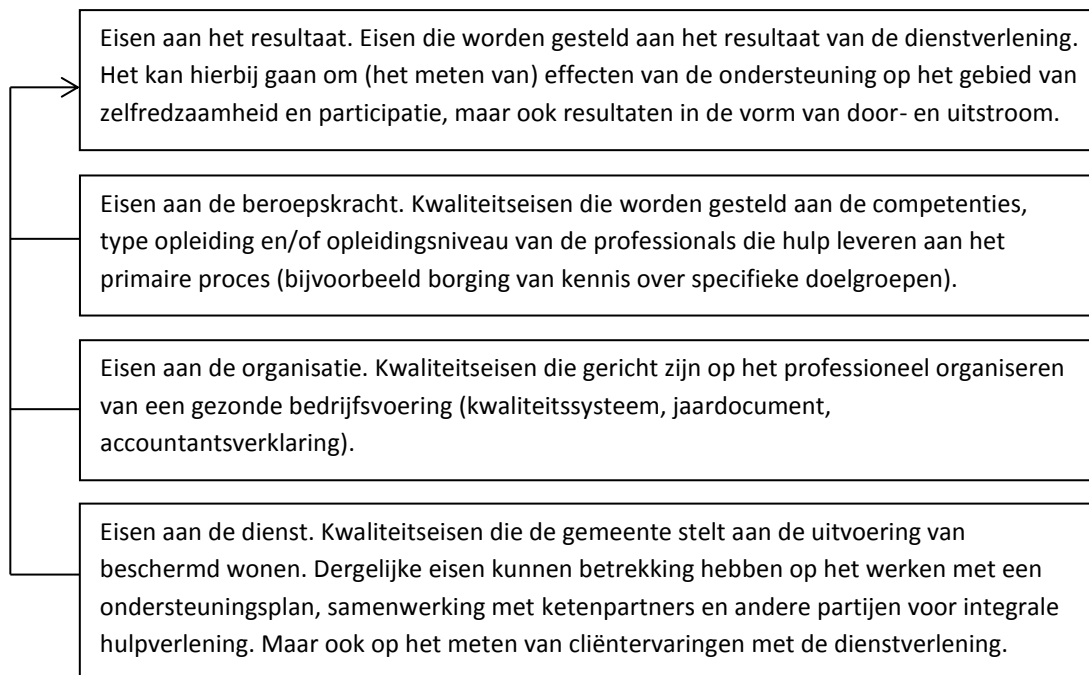 Eisen aan het resultaat. Eisen die worden gesteld aan het resultaat van de dienstverlening.
Het kan hierbij gaan om (het meten van) effecten van de ondersteuning op het gebied van
zelfredzaamheid en participatie, maar ook resultaten in de vorm van door- en uitstroom.
Eisen aan de beroepskracht. Kwaliteitseisen die worden gesteld aan de competenties,
type opleiding en/of opleidingsniveau van de professionals die hulp leveren aan het
primaire proces (bijvoorbeeld borging van kennis over specifieke doelgroepen).
Eisen aan de organisatie. Kwaliteitseisen die gericht zijn op het professioneel organiseren
van een gezonde bedrijfsvoering (kwaliteitssysteem, jaardocument,
accountantsverklaring).
Eisen aan de dienst. Kwaliteitseisen die de gemeente stelt aan de uitvoering van
beschermd wonen. Dergelijke eisen kunnen betrekking hebben op het werken met een
ondersteuningsplan, samenwerking met ketenpartners en andere partijen voor integrale
hulpverlening. Maar ook op het meten van cliëntervaringen met de dienstverlening.